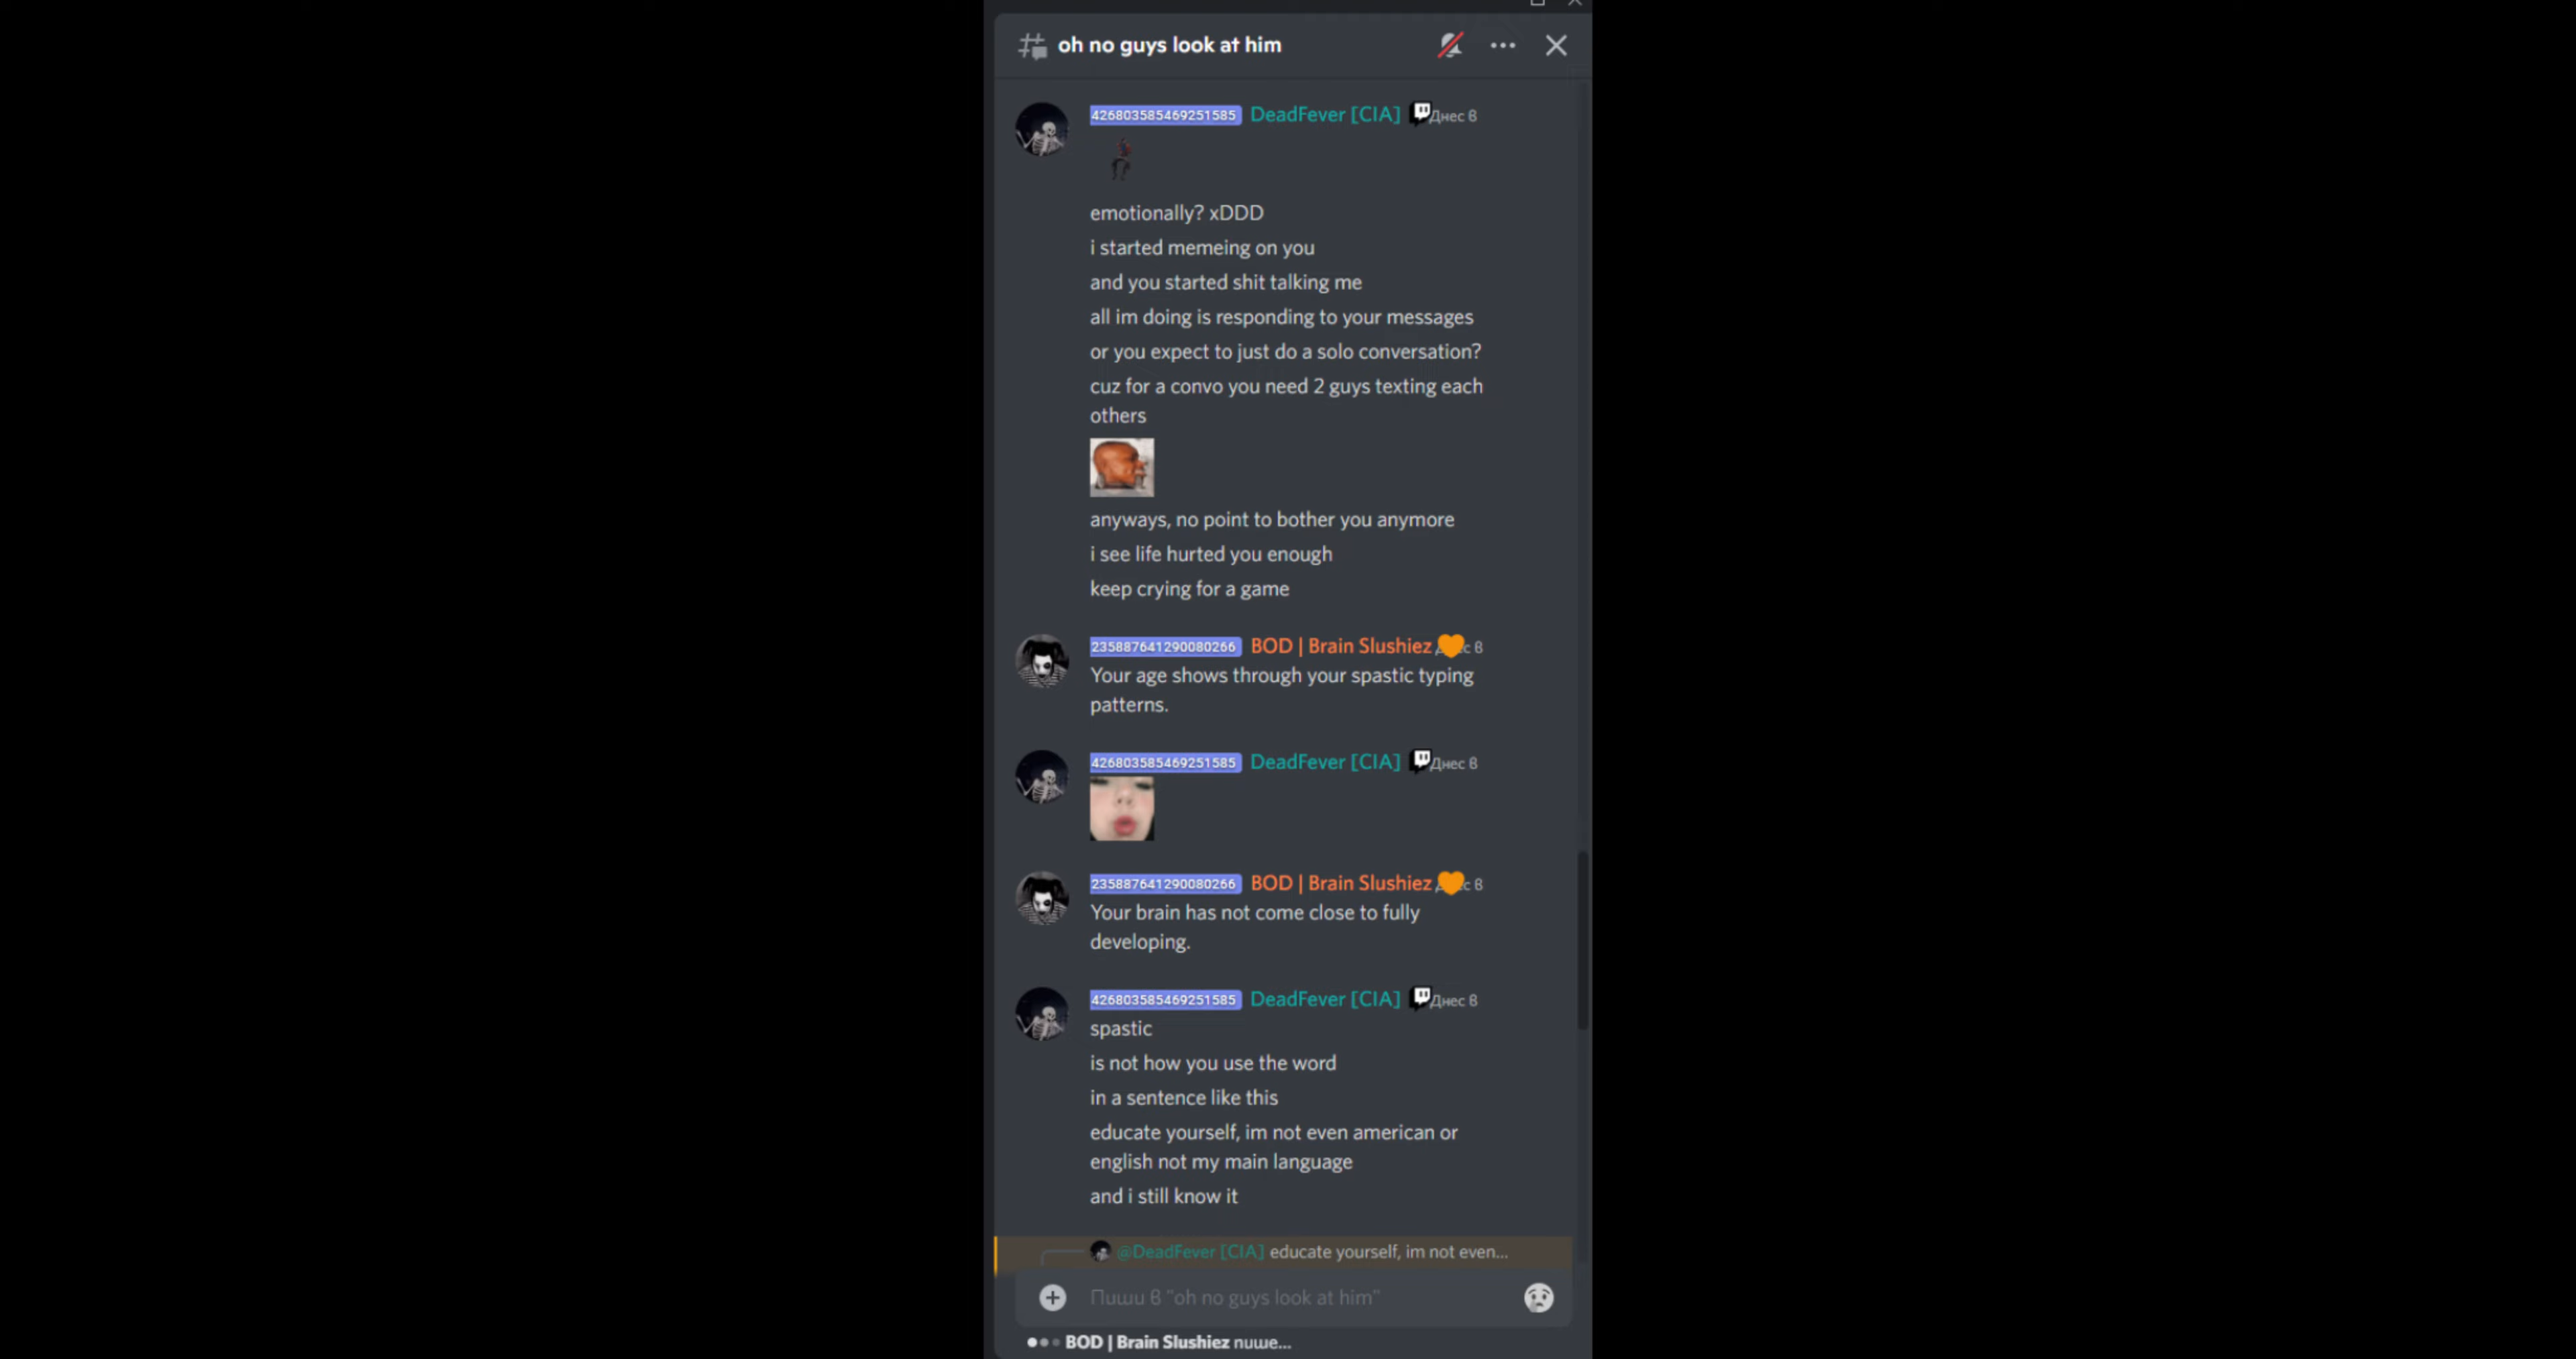 oh no guys look at him
426803585469251585 DeadFever [CIA] Днес в
emotionally? xDDD
i started memeing on you
and you started shit talking me
all im doing is responding to your messages
or you expect to just do a solo conversation?
cuz for a convo you need 2 guys texting each
others
anyways, no point to bother you anymore
i see life hurted you enough
keep crying for a game
235887641290080266 BOD | Brain Slushiez в
Your age shows through your spastic typing
patterns.
426803585469251585 DeadFever [CIA] Днес в
235887641290080266 BOD | Brain Slushiez в
Your brain has not come close to fully
developing.
426803585469251585 DeadFever [CIA] Днес в
spastic
is not how you use the word
in a sentence like this
educate yourself, im not even american or
english not my main language
and i still know it
@DeadFever [CIA] educate yourself, im not even...
Пиши в "oh no guys look at him"
BOD | Brain Slushiez пише...